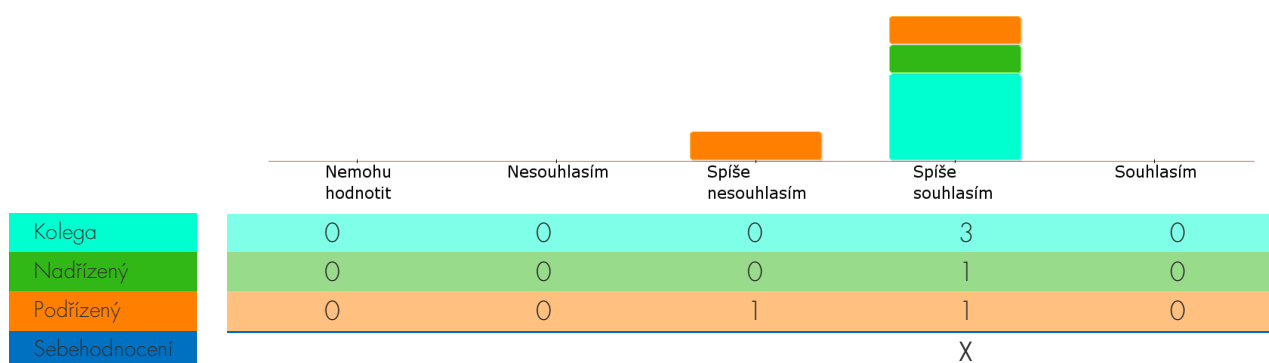 Nemohu
hodnotit
Nesouhlasím
Spíše
nesouhlasím
Spíše
souhlasím
Souhlasím
Kolega 0 0 0 3 0
Nadřízený 0 0 0 1 0
Podřízený 0 0 1 1 0
Sebehodnocení X